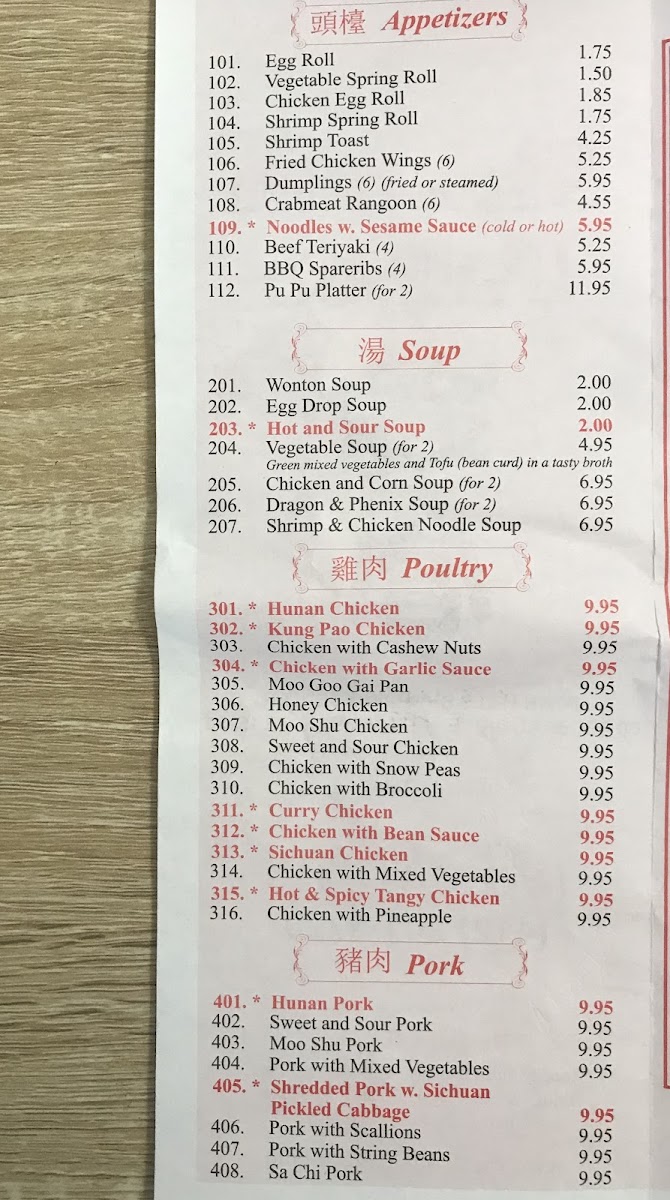 頭檯 Appetizers
101. Egg Roll 1.75
102. Vegetable Spring Roll 1.50
103. Chicken Egg Roll 1.85
104. Shrimp Spring Roll 1.75
105. Shrimp Toast 4.25
106. Fried Chicken Wings (6) 5.25
107. Dumplings (6) (fried or steamed) 5.95
108. Crabmeat Rangoon (6) 4.55
109. * Noodles w. Sesame Sauce (cold or hot) 5.95
110. Beef Teriyaki (4) 5.25
111. BBQ Spareribs (4) 5.95
112. Pu Pu Platter (for 2) 11.95
湯 Soup
201. Wonton Soup 2.00
202. Egg Drop Soup 2.00
203. * Hot and Sour Soup 2.00
204. Vegetable Soup (for 2) 4.95
Green mixed vegetables and Tofu (bean curd) in a tasty broth
205. Chicken and Corn Soup (for 2) 6.95
206. Dragon & Phenix Soup (for 2) 6.95
207. Shrimp & Chicken Noodle Soup 6.95
雞肉 Poultry
301. * Hunan Chicken 9.95
302. * Kung Pao Chicken 9.95
303. Chicken with Cashew Nuts 9.95
304. * Chicken with Garlic Sauce 9.95
305. Moo Goo Gai Pan 9.95
306. Honey Chicken 9.95
307. Moo Shu Chicken 9.95
308. Sweet and Sour Chicken 9.95
309. Chicken with Snow Peas 9.95
310. Chicken with Broccoli 9.95
311. * Curry Chicken 9.95
312. * Chicken with Bean Sauce 9.95
313. * Sichuan Chicken 9.95
314. Chicken with Mixed Vegetables 9.95
315. * Hot & Spicy Tangy Chicken 9.95
316. Chicken with Pineapple 9.95
豬肉 Pork
401. * Hunan Pork 9.95
402. Sweet and Sour Pork 9.95
403. Moo Shu Pork 9.95
404. Pork with Mixed Vegetables 9.95
405. * Shredded Pork w. Sichuan
Pickled Cabbage 9.95
406. Pork with Scallions 9.95
407. Pork with String Beans 9.95
408. Sa Chi Pork 9.95